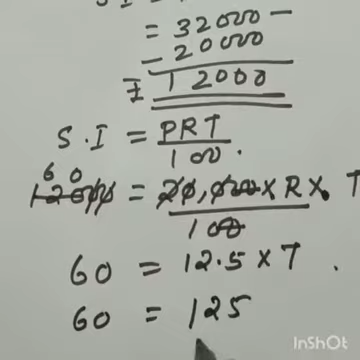 S I =
= 32000 -
- 20000
₹ 12000
S.I = PRT
100.
60
12000 = 20,000 × R × T
100
60 = 12.5 × T .
60 = 125
InShOt